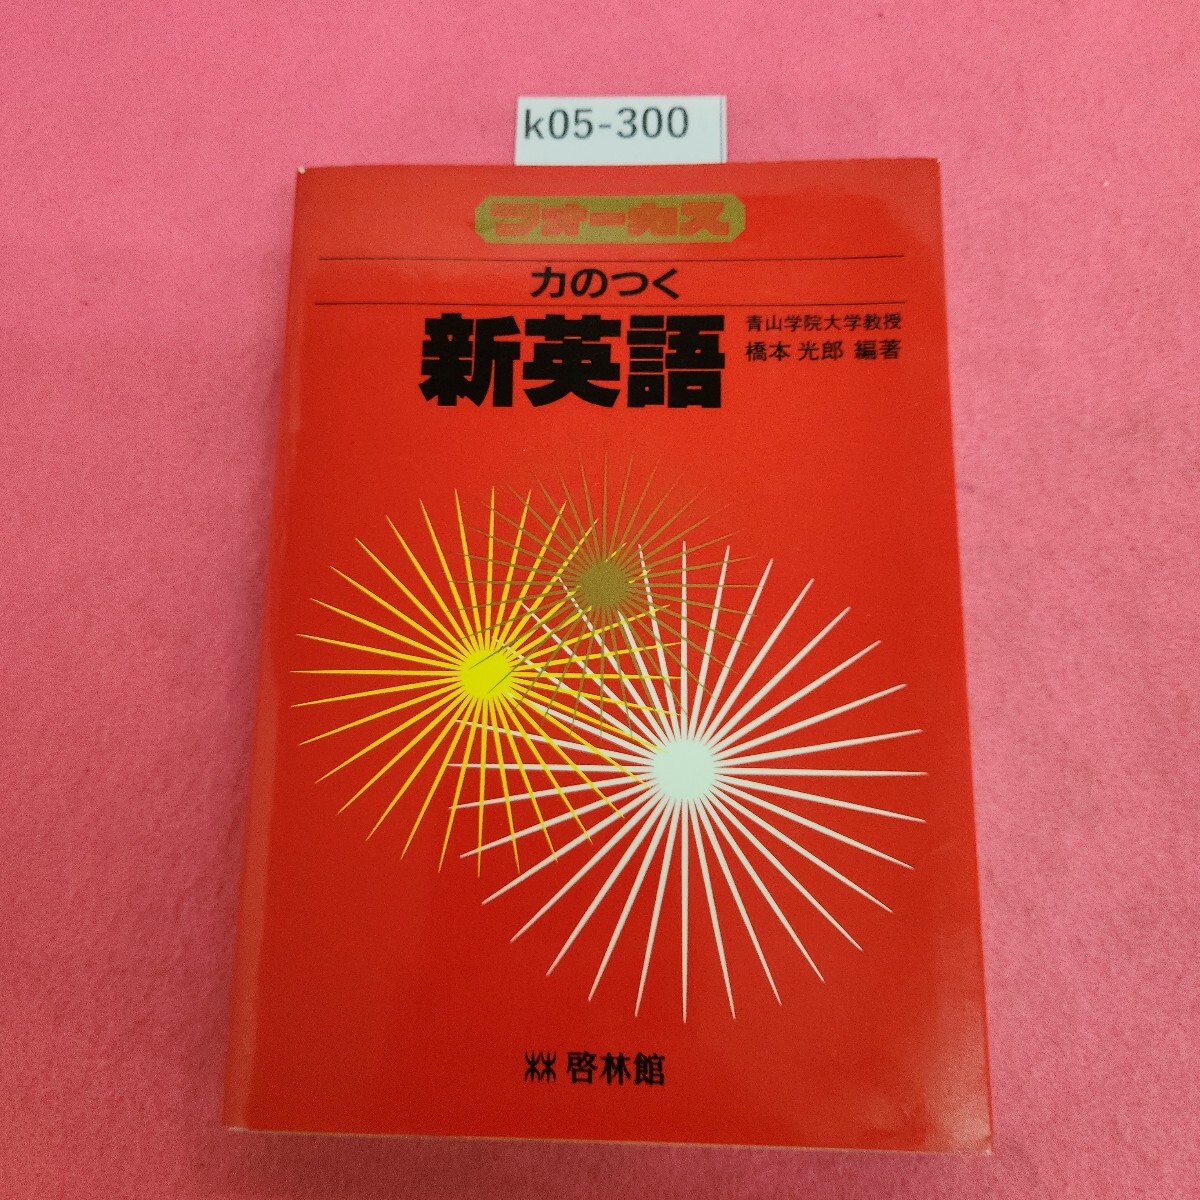 k05-300
フォーカス
力のつく
新英語
青山学院大学教授
橋本 光郎 編著
啓林館